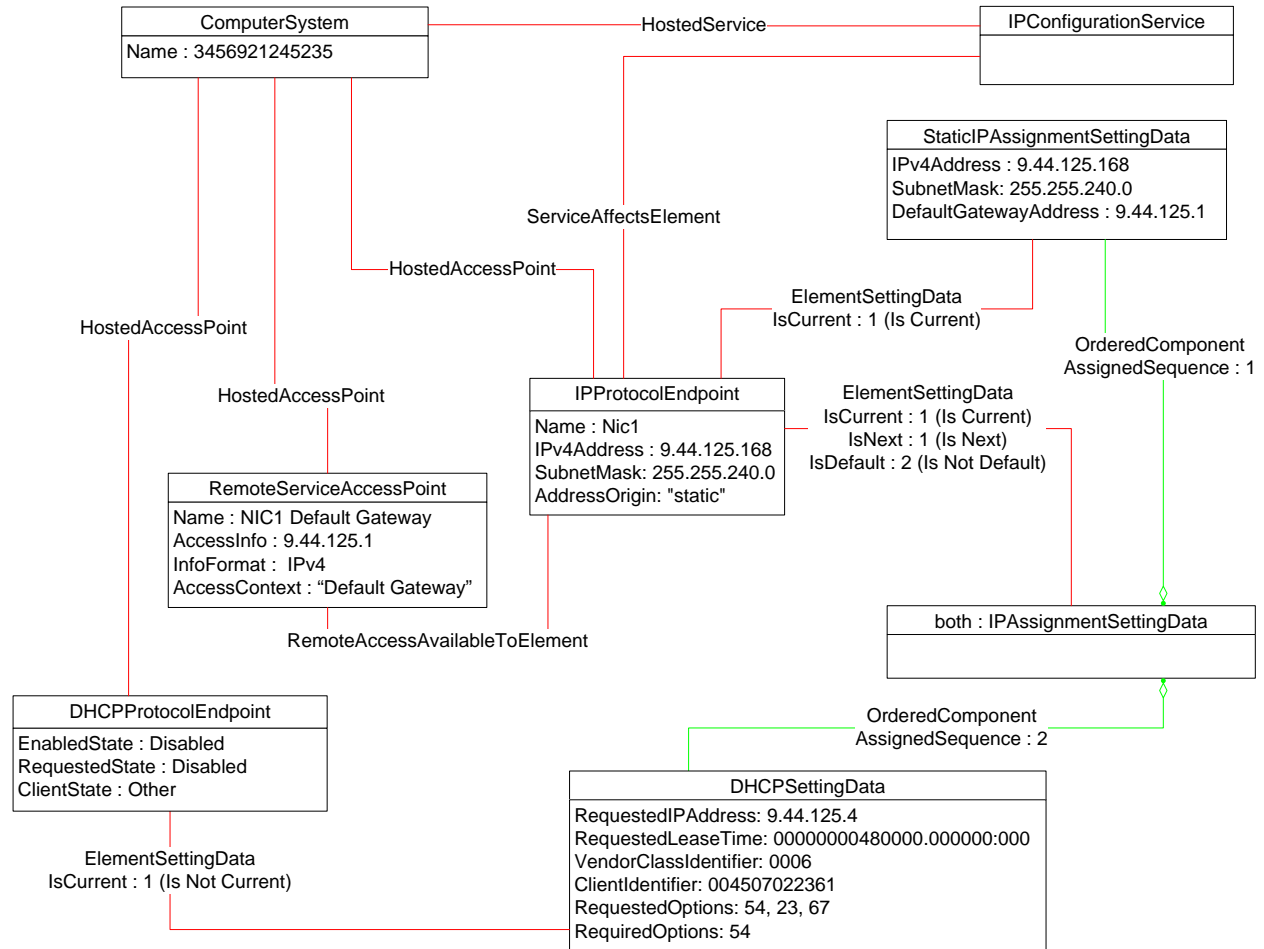 ComputerSystem
Name : 3456921245235
HostedService
IPConfigurationService
StaticIPAssignmentSettingData
IPv4Address : 9.44.125.168
SubnetMask: 255.255.240.0
DefaultGatewayAddress : 9.44.125.1
ServiceAffectsElement
HostedAccessPoint
ElementSettingData
IsCurrent : 1 (Is Current)
HostedAccessPoint
OrderedComponent
AssignedSequence : 1
HostedAccessPoint
IPProtocolEndpoint
Name : Nic1
IPv4Address : 9.44.125.168
SubnetMask: 255.255.240.0
AddressOrigin: "static"
ElementSettingData
IsCurrent : 1 (Is Current)
IsNext : 1 (Is Next)
IsDefault : 2 (Is Not Default)
RemoteServiceAccessPoint
Name : NIC1 Default Gateway
AccessInfo : 9.44.125.1
InfoFormat : IPv4
AccessContext : “Default Gateway”
RemoteAccessAvailableToElement
both : IPAssignmentSettingData
DHCPProtocolEndpoint
EnabledState : Disabled
RequestedState : Disabled
ClientState : Other
OrderedComponent
AssignedSequence : 2
DHCPSettingData
RequestedIPAddress: 9.44.125.4
RequestedLeaseTime: 00000000480000.000000:000
VendorClassIdentifier: 0006
ClientIdentifier: 004507022361
RequestedOptions: 54, 23, 67
RequiredOptions: 54
ElementSettingData
IsCurrent : 1 (Is Not Current)